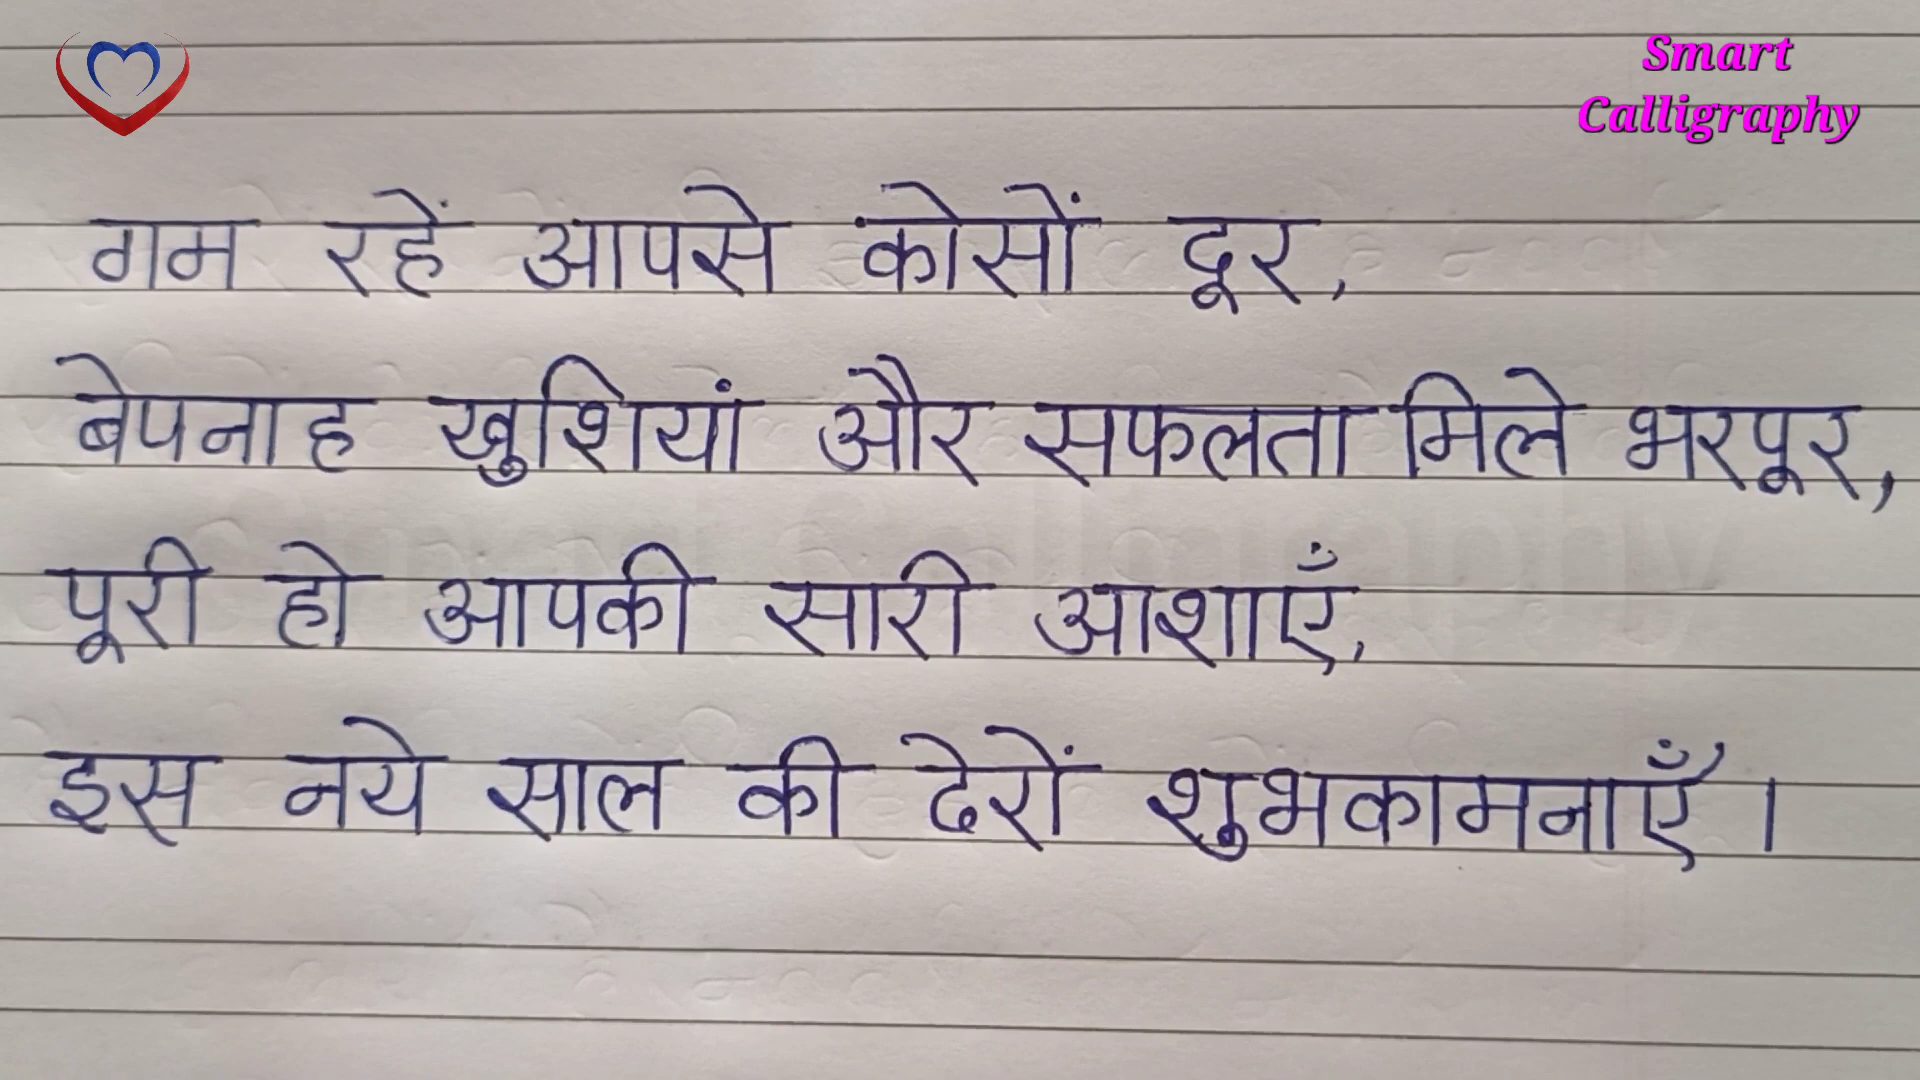 Smart
Calligraphy
गम रहें आपसे कोसों दूर,
बेपनाह खुशियां और सफलता मिले भरपूर,
पूरी हो आपकी सारी आशाएँ,
इस नये साल की ढेरों शुभकामनाएँ ।